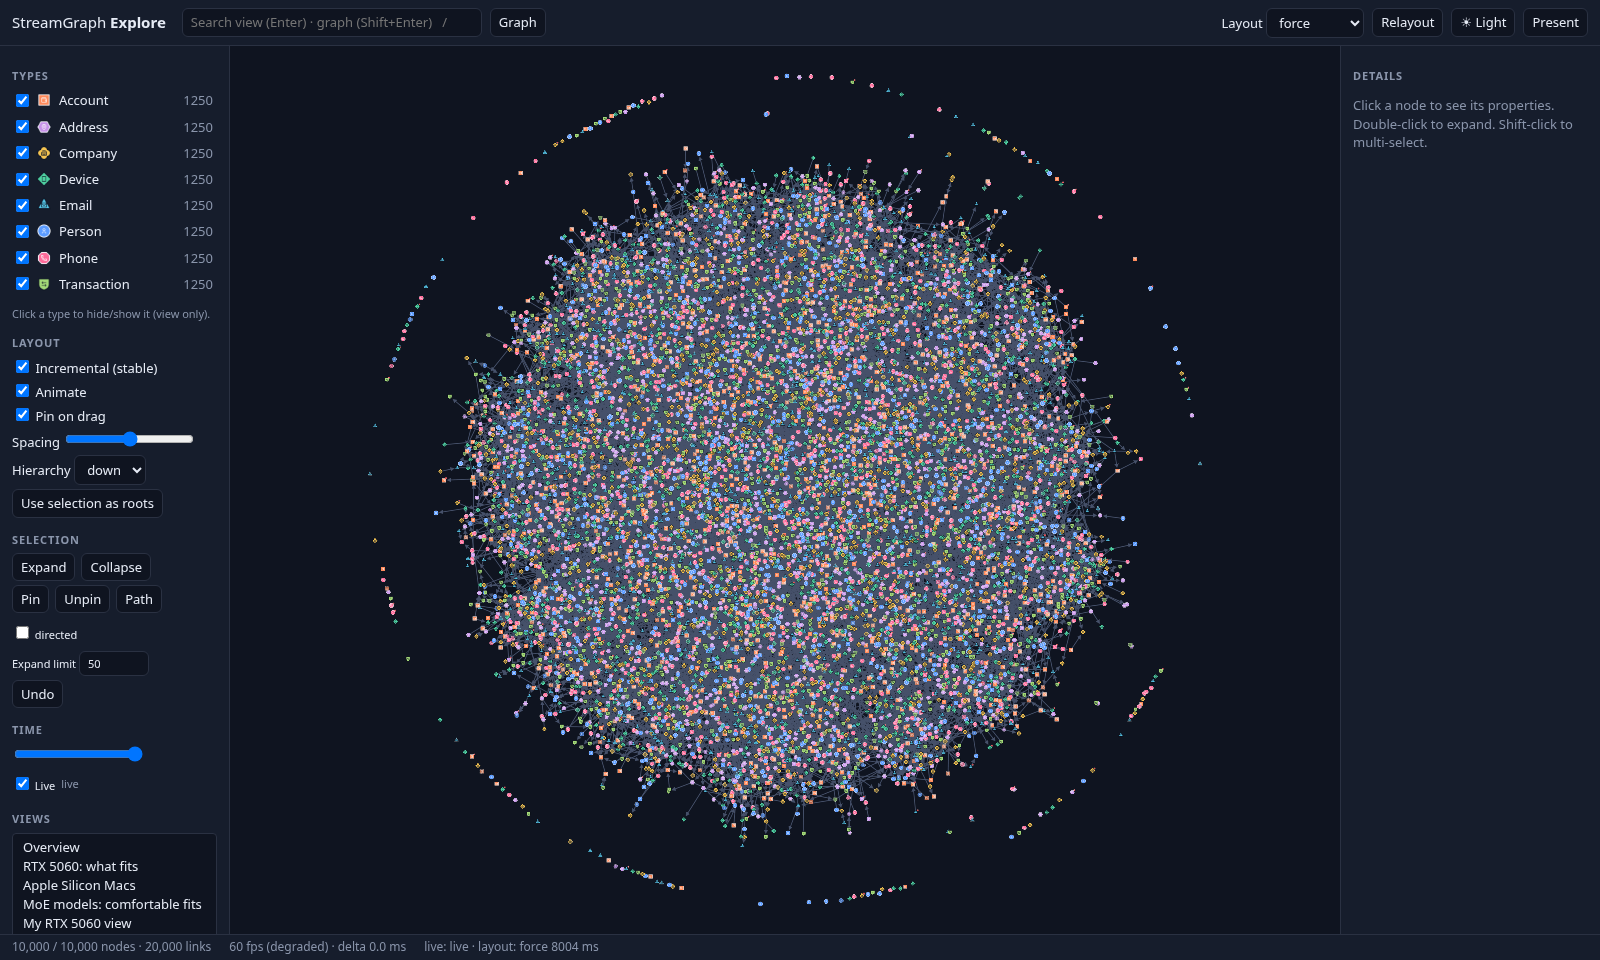 StreamGraph Explore
Search view (Enter) · graph (Shift+Enter) /
Graph
Layout force
Relayout
☀ Light
Present
TYPES
Account 1250
Address 1250
Company 1250
Device 1250
Email 1250
Person 1250
Phone 1250
Transaction 1250
Click a type to hide/show it (view only).
LAYOUT
Incremental (stable)
Animate
Pin on drag
Spacing
Hierarchy down
Use selection as roots
SELECTION
Expand Collapse
Pin Unpin Path
directed
Expand limit 50
Undo
TIME
Live live
VIEWS
Overview
RTX 5060: what fits
Apple Silicon Macs
MoE models: comfortable fits
My RTX 5060 view
DETAILS
Click a node to see its properties.
Double-click to expand. Shift-click to
multi-select.
10,000 / 10,000 nodes · 20,000 links 60 fps (degraded) · delta 0.0 ms live: live · layout: force 8004 ms